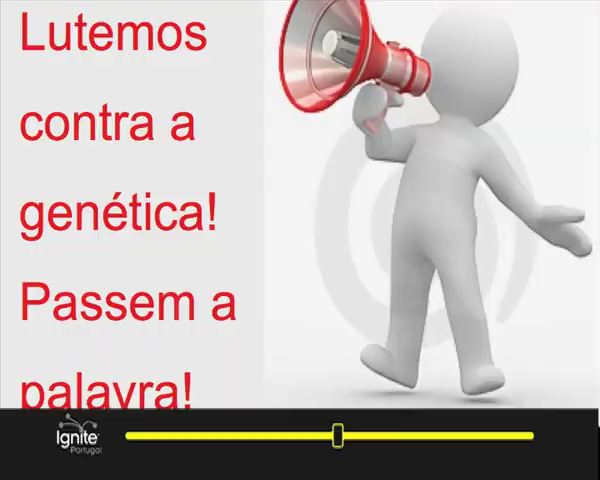 Lutemos
contra a
genética!
Passem a
palavra!
Ignite
Portugal